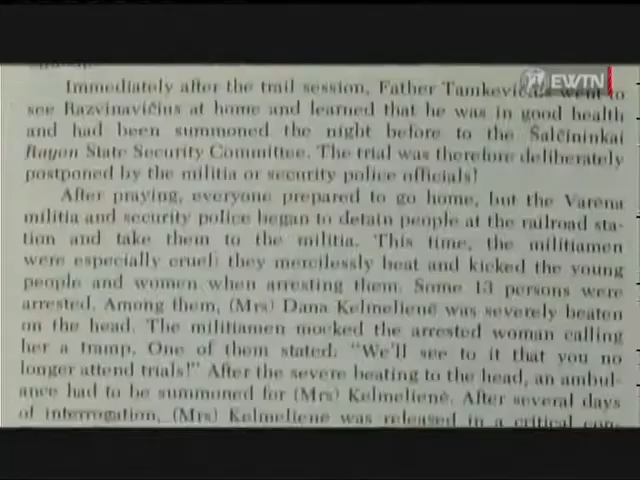 EWTN
Immediately after the trail session, Father Tamkevičius went to
see Razvinavičius at home and learned that he was in good health
and had been summoned the night before to the Šalčininkai
Rayon State Security Committee. The trial was therefore deliberately
postponed by the militia or security police officials!
After praying, everyone prepared to go home, but the Varėna
militia and security police began to detain people at the railroad sta-
tion and take them to the militia. This time, the militiamen
were especially cruel: they mercilessly beat and kicked the young
people and women when arresting them. Some 13 persons were
arrested. Among them, (Mrs) Dana Kelmelienė was severely beaten
on the head. The militiamen mocked the arrested woman calling
her a tramp. One of them stated: "We'll see to it that you no
longer attend trials!" After the severe beating to the head, an ambul-
ance had to be summoned for (Mrs) Kelmelienė. After several days
of interrogation, (Mrs) Kelmelienė was released in a critical con-